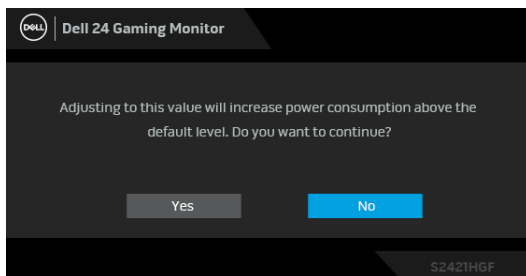 DELL
Dell 24 Gaming Monitor
Adjusting to this value will increase power consumption above the
default level. Do you want to continue?
Yes
No
S2421HGF